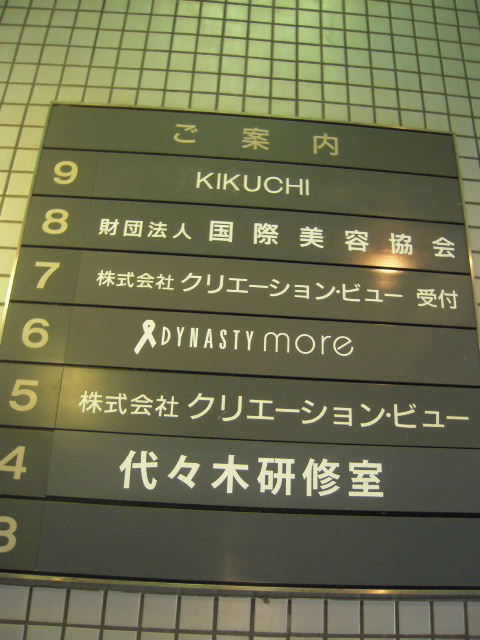 ご案内
9 KIKUCHI
8 財団法人 国際美容協会
7 株式会社 クリエーション・ビュー 受付
6 DYNASTY more
5 株式会社 クリエーション・ビュー
4 代々木研修室
3